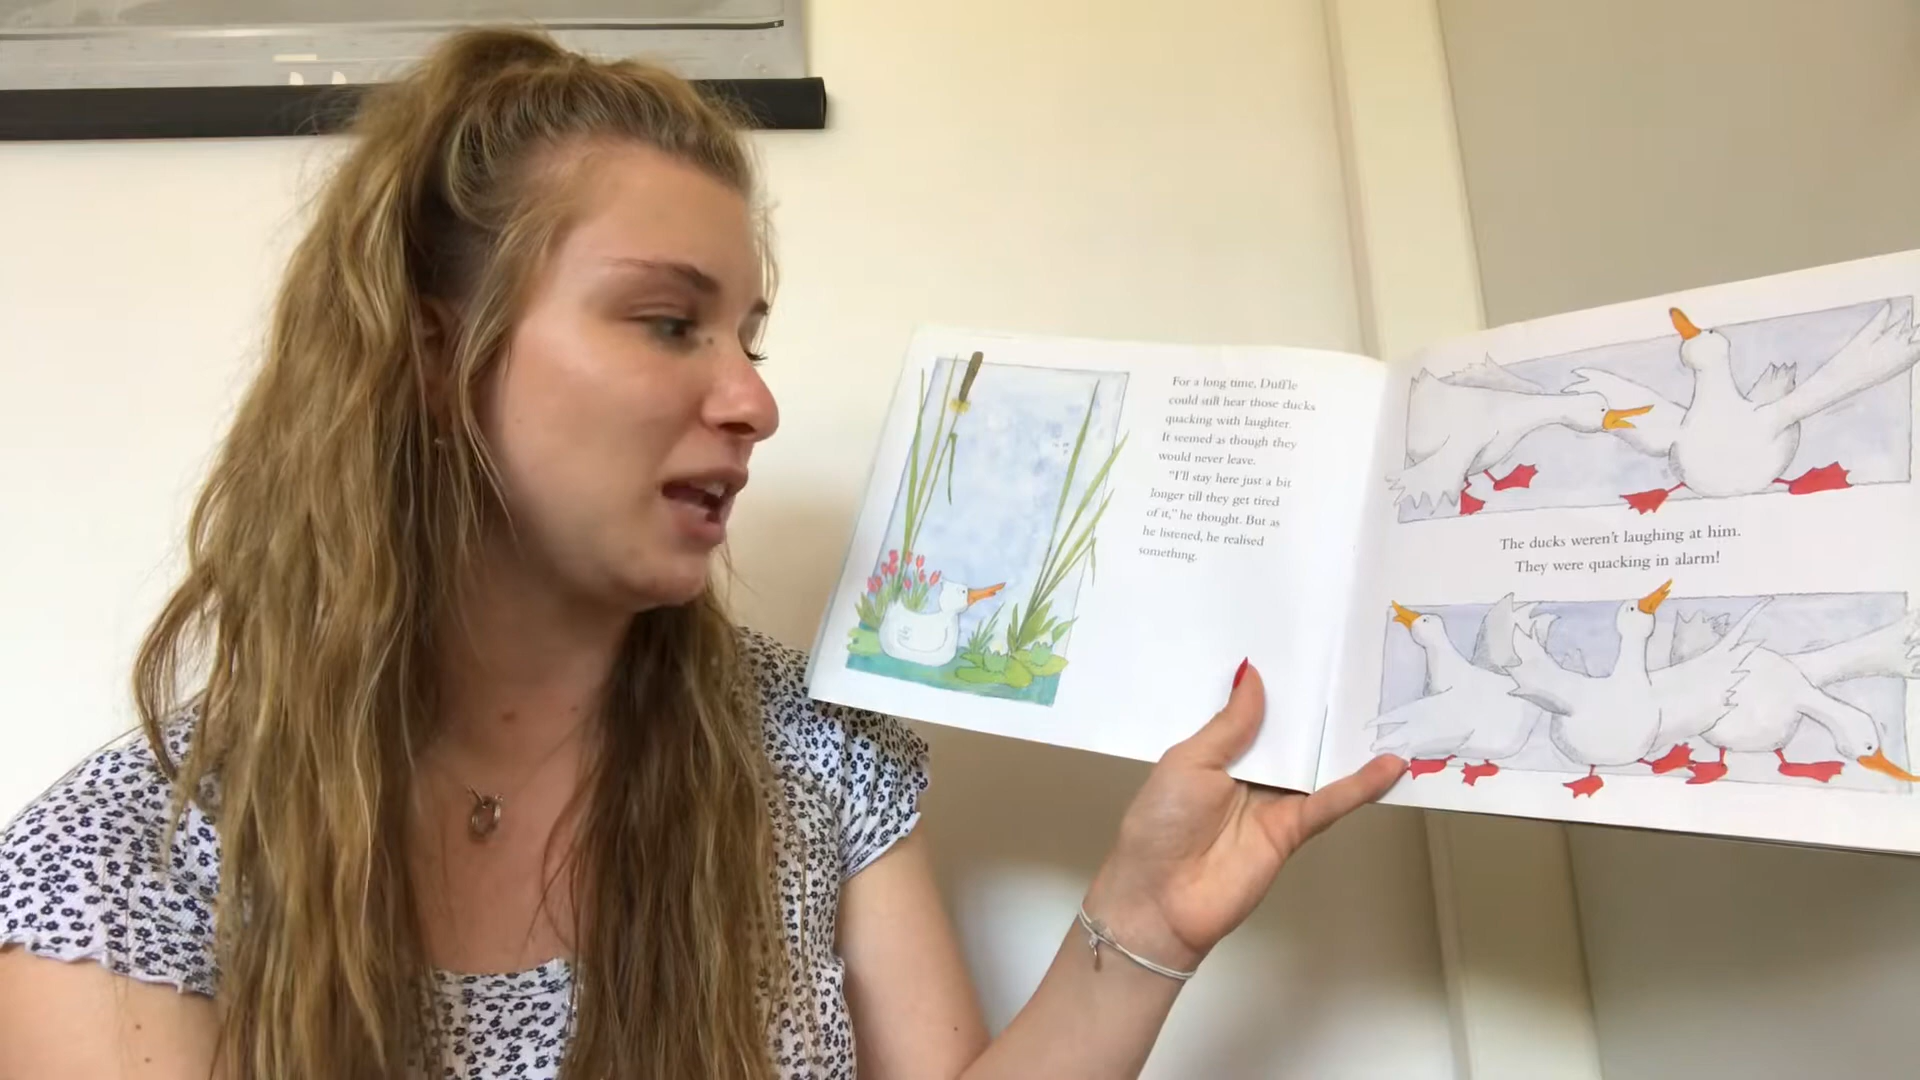 For a long time, Duffle
could still hear those ducks
quacking with laughter.
It seemed as though they
would never leave.
"I'll stay here just a bit
longer till they get tired
of it," he thought. But as
he listened, he realised
something.
The ducks weren't laughing at him.
They were quacking in alarm!